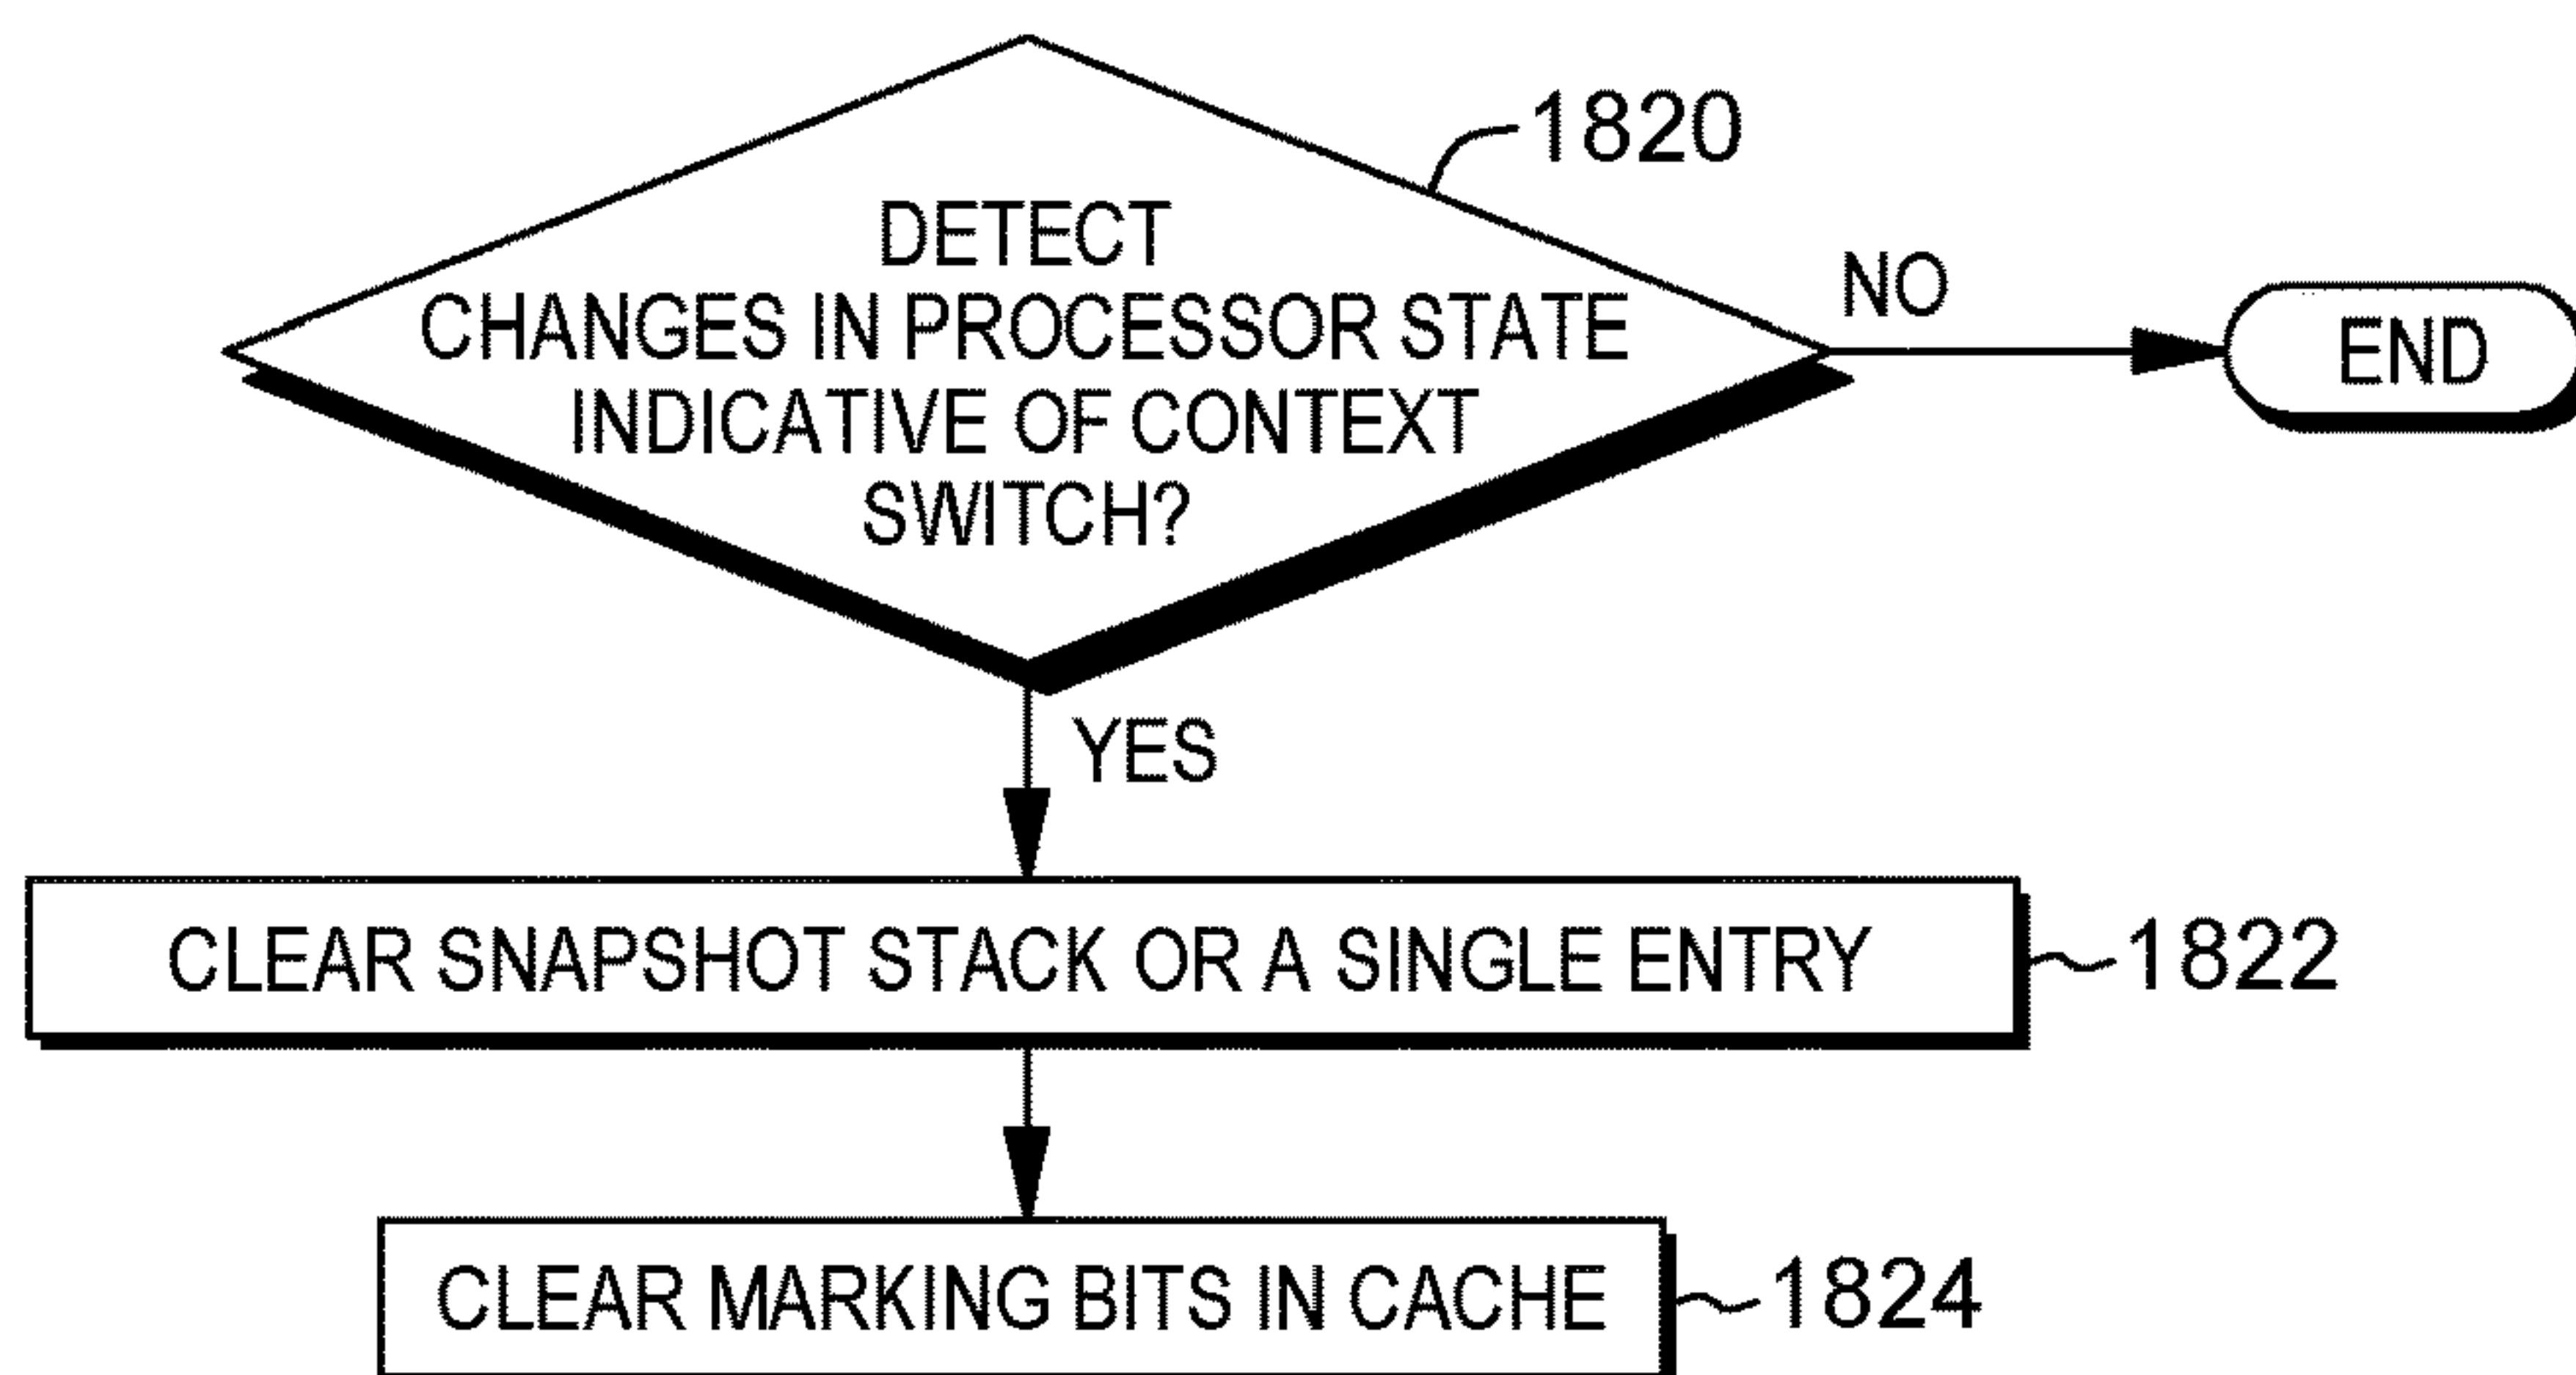 1820
DETECT
CHANGES IN PROCESSOR STATE
INDICATIVE OF CONTEXT
SWITCH?
NO
END
YES
CLEAR SNAPSHOT STACK OR A SINGLE ENTRY
1822
CLEAR MARKING BITS IN CACHE
1824